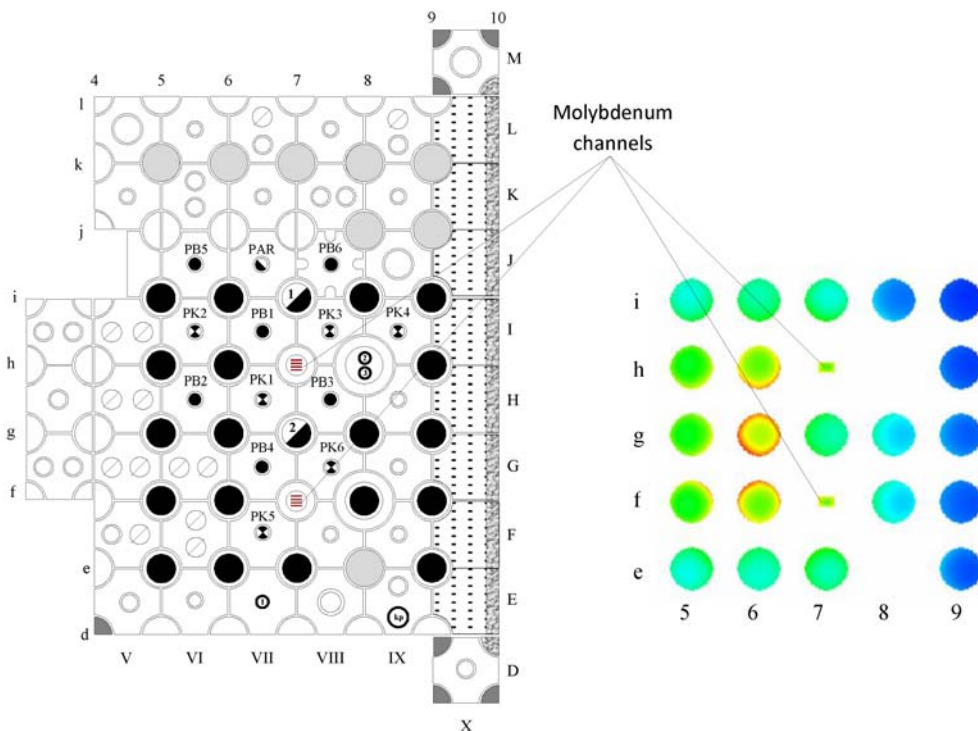 9 10
M
4 5 6 7 8
l
Molybdenum
channels
L
k
K
j
PB5 PAR PB6
J
i
1
PK2 PB1 PK3 PK4
I
i
h
2
3
h
PB2 PK1 PB3
H
g
2
g
PB4 PK6
G
f
f
PK5
F
e
e
1
kp
E
5 6 7 8 9
d
V VI VII VIII IX
D
X